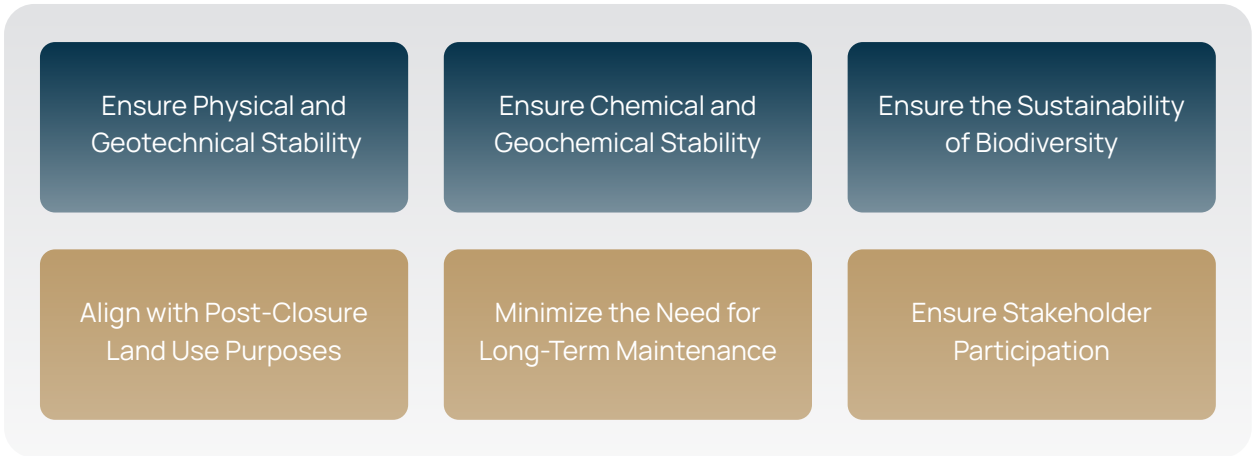 Ensure Physical and
Geotechnical Stability
Ensure Chemical and
Geochemical Stability
Ensure the Sustainability
of Biodiversity
Align with Post-Closure
Land Use Purposes
Minimize the Need for
Long-Term Maintenance
Ensure Stakeholder
Participation